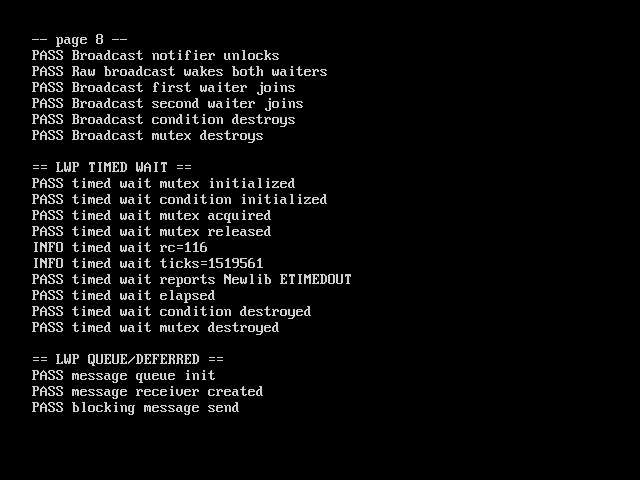 -- page 8 --
PASS Broadcast notifier unlocks
PASS Raw broadcast wakes both waiters
PASS Broadcast first waiter joins
PASS Broadcast second waiter joins
PASS Broadcast condition destroys
PASS Broadcast mutex destroys
== LWP TIMED WAIT ==
PASS timed wait mutex initialized
PASS timed wait condition initialized
PASS timed wait mutex acquired
PASS timed wait mutex released
INFO timed wait rc=116
INFO timed wait ticks=1519561
PASS timed wait reports Newlib ETIMEDOUT
PASS timed wait elapsed
PASS timed wait condition destroyed
PASS timed wait mutex destroyed
== LWP QUEUE/DEFERRED ==
PASS message queue init
PASS message receiver created
PASS blocking message send